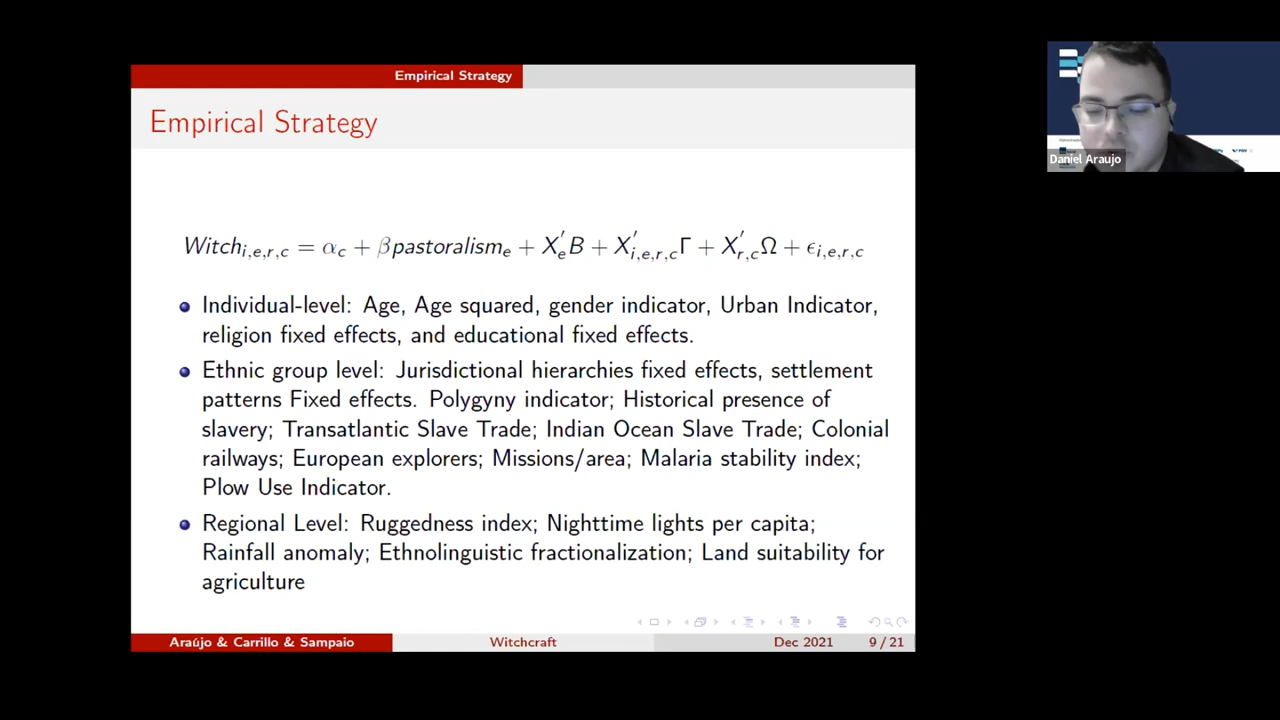 Empirical Strategy
Empirical Strategy
Witch_{i,e,r,c} = α_c + βpastoralism_e + X'_e B + X'_{i,e,r,c} Γ + X'_{r,c} Ω + ϵ_{i,e,r,c}
Individual-level: Age, Age squared, gender indicator, Urban Indicator,
religion fixed effects, and educational fixed effects.
Ethnic group level: Jurisdictional hierarchies fixed effects, settlement
patterns Fixed effects. Polygyny indicator; Historical presence of
slavery; Transatlantic Slave Trade; Indian Ocean Slave Trade; Colonial
railways; European explorers; Missions/area; Malaria stability index;
Plow Use Indicator.
Regional Level: Ruggedness index; Nighttime lights per capita;
Rainfall anomaly; Ethnolinguistic fractionalization; Land suitability for
agriculture
Araújo & Carrillo & Sampaio
Witchcraft
Dec 2021
9 / 21
Daniel Araujo